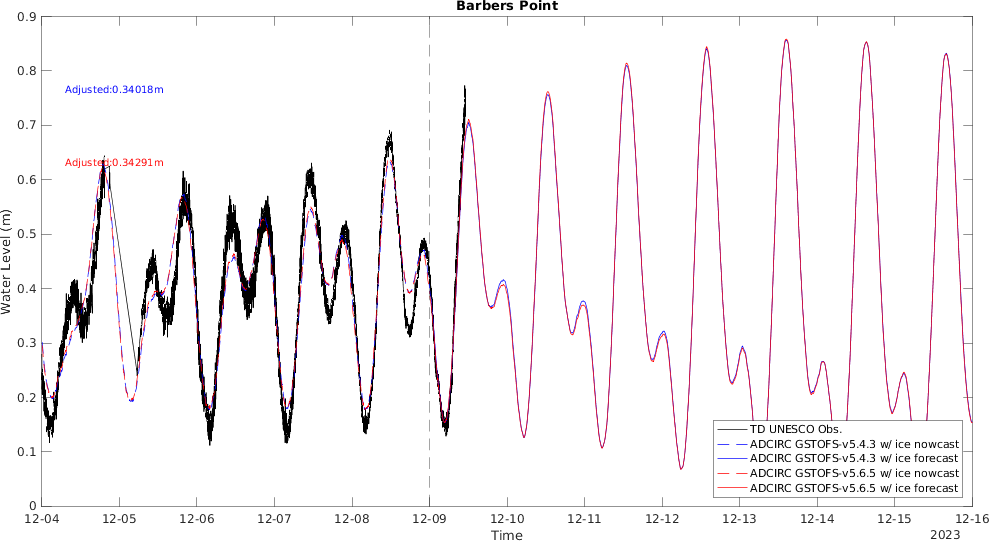 Barbers Point
0.9
0.8
0.7
0.6
0.5
0.4
0.3
0.2
0.1
0
Water Level (m)
Adjusted:0.34018m
Adjusted:0.34291m
TD UNESCO Obs.
ADCIRC GSTOFS-v5.4.3 w/ ice nowcast
ADCIRC GSTOFS-v5.4.3 w/ ice forecast
ADCIRC GSTOFS-v5.6.5 w/ ice nowcast
ADCIRC GSTOFS-v5.6.5 w/ ice forecast
12-04 12-05 12-06 12-07 12-08 12-09 12-10 12-11 12-12 12-13 12-14 12-15 12-16
Time
2023